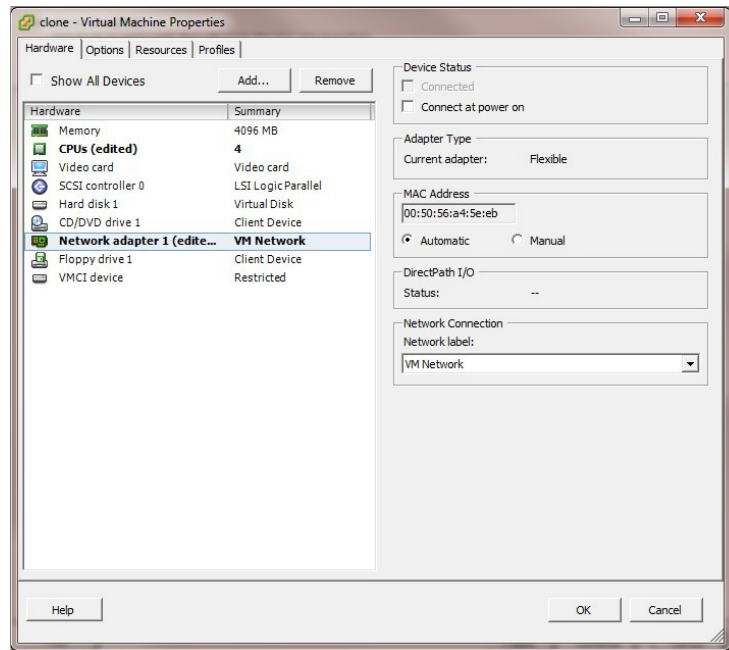 clone - Virtual Machine Properties
Hardware Options Resources Profiles
Show All Devices Add... Remove
Hardware Summary
Memory 4096 MB
CPUs (edited) 4
Video card Video card
SCSI controller 0 LSI Logic Parallel
Hard disk 1 Virtual Disk
CD/DVD drive 1 Client Device
Network adapter 1 (edite... VM Network
Floppy drive 1 Client Device
VMCI device Restricted
Device Status
Connected
Connect at power on
Adapter Type
Current adapter: Flexible
MAC Address
00:50:56:a4:5e:eb
Automatic Manual
DirectPath I/O
Status: --
Network Connection
Network label:
VM Network
Help OK Cancel